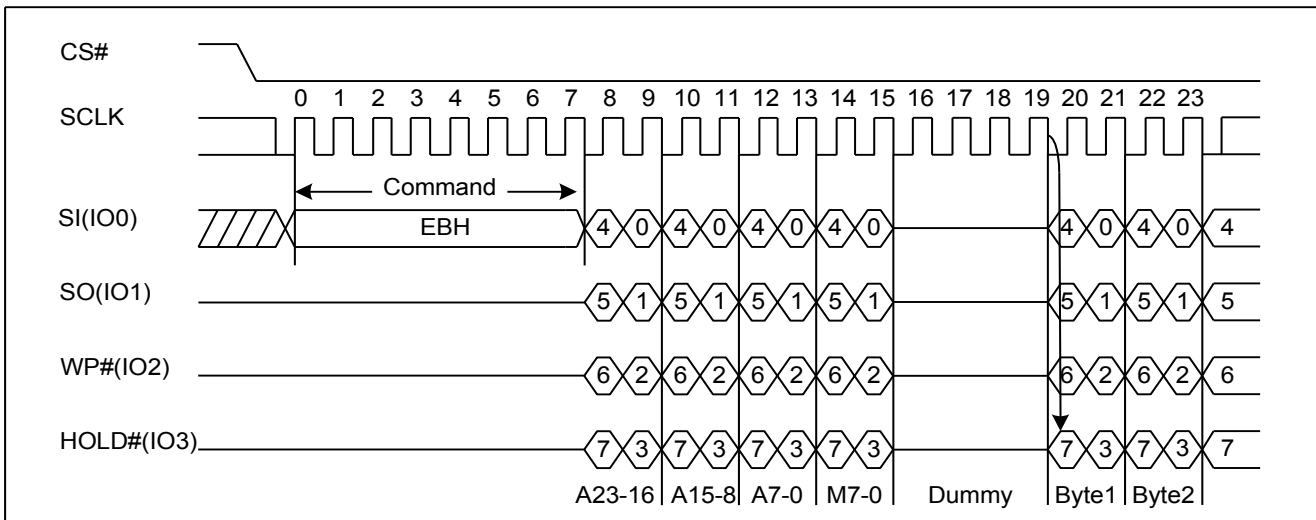 CS#
0 1 2 3 4 5 6 7 8 9 10 11 12 13 14 15 16 17 18 19 20 21 22 23
SCLK
Command
SI(IO0) EBH 4 0 4 0 4 0 4 0 4 0 4 0 4
SO(IO1) 5 1 5 1 5 1 5 1 5 1 5 1 5
WP#(IO2) 6 2 6 2 6 2 6 2 6 2 6 2 6
HOLD#(IO3) 7 3 7 3 7 3 7 3 7 3 7 3 7
A23-16 A15-8 A7-0 M7-0 Dummy Byte1 Byte2